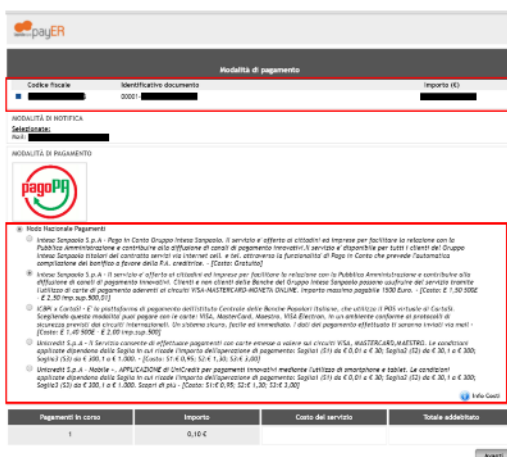 payER
Modalità di pagamento
Codice fiscale Identificativo documento Importo (€)
00001-
MODALITÀ DI NOTIFICA
Selezionate:
Mail:
MODALITÀ DI PAGAMENTO
pagoPA
Nodo Nazionale Pagamenti
Intesa Sanpaolo S.p.A - Pago in Conto Gruppo Intesa Sanpaolo. Il servizio e' offerto ai cittadini ed imprese per facilitare la relazione con la
Pubblica Amministrazione e contribuire alla diffusione di canali di pagamento innovativi.Il servizio e' disponibile per tutti i clienti del Gruppo
Intesa Sanpaolo titolari del contratto servizi via internet cell. e tel. attraverso la funzionalità di Pago in Conto che prevede l'automatica
compilazione del bonifico a favore della P.A. creditrice. - [Costo: Gratuito]
Intesa Sanpaolo S.p.A - Il servizio e' offerto ai cittadini ed imprese per facilitare la relazione con la Pubblica Amministrazione e contribuire alla
diffusione di canali di pagamento innovativi. Clienti e non clienti delle Banche del Gruppo Intesa Sanpaolo possono usufruire del servizio tramite
l'utilizzo di carte di pagamento aderenti ai circuiti VISA-MASTERCARD-MONETA ONLINE. Importo massimo pagabile 1500 Euro. - [Costo: E 1,50 500E
- E 2,50 imp.sup.500,01]
ICBPI e CartaSi - E' la piattaforma di pagamento dell'Istituto Centrale delle Banche Popolari Italiane, che utilizza il POS virtuale di CartaSi.
Scegliendo questa modalità puoi pagare con le carte: VISA, MasterCard, Maestro, VISA Electron, in un ambiente conforme ai protocolli di
sicurezza previsti dai circuiti internazionali. Un sistema sicuro, facile ed immediato. I dati del pagamento effettuato ti saranno inviati via mail -
[Costo: E 1,40 500E - E 2,00 imp.sup.500]
Unicredit S.p.A - Il Servizio consente di effettuare pagamenti con carte emesse a valere sui circuiti VISA, MASTERCARD,MAESTRO. Le condizioni
applicate dipendono dalla Soglia in cui ricade l'importo dell'operazione di pagamento: Soglia1 (S1) da € 0,01 a € 30; Soglia2 (S2) da € 30,1 a € 300;
Soglia3 (S3) da € 300,1 a € 1.000. - [Costo: S1:€ 0,95; S2:€ 1,30; S3:€ 3,00]
Unicredit S.p.A - Mobile -, APPLICAZIONE di UniCredit per pagamenti innovativi mediante l'utilizzo di smartphone e tablet. Le condizioni
applicate dipendono dalla Soglia in cui ricade l'importo dell'operazione di pagamento: Soglia1 (S1) da € 0,01 a € 30; Soglia2 (S2) da € 30,1 a € 300;
Soglia3 (S3) da € 300,1 a € 1.000. Scopri di più - [Costo: S1:€ 0,95; S2:€ 1,30; S3:€ 3,00]
Info Costi
Pagamenti in corso Importo Costo del servizio Totale addebitato
1 0,10 €
Avanti